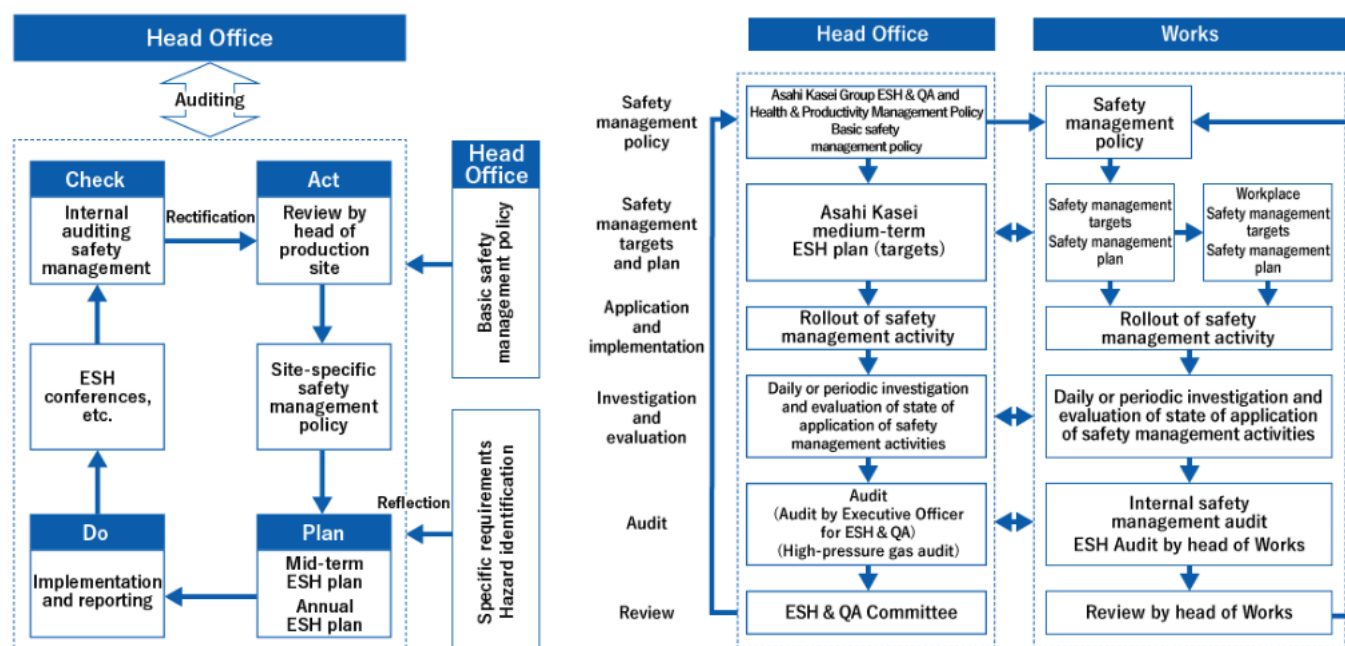 Head Office
Auditing
Check
Internal
auditing
safety
management
Rectification
Act
Review by
head of
production
site
ESH
conferences,
etc.
Site-specific
safety
management
policy
Do
Implementation
and reporting
Plan
Mid-term
ESH plan
Annual
ESH plan
Head
Office
Basic safety
management policy
Reflection
Specific requirements
Hazard identification
Head Office
Works
Safety
management
policy
Asahi Kasei Group ESH & QA and
Health & Productivity Management Policy
Basic safety
management policy
Safety
management
policy
Safety
management
targets
and plan
Asahi Kasei
medium-term
ESH plan (targets)
Safety management
targets
Safety management
plan
Workplace
Safety management
targets
Safety management
plan
Application
and
implementation
Rollout of safety
management activity
Rollout of safety
management activity
Investigation
and
evaluation
Daily or periodic investigation
and evaluation of state of
application of safety
management activities
Daily or periodic investigation and
evaluation of state of application
of safety management activities
Audit
Audit
(Audit by Executive Officer
for ESH & QA)
(High-pressure gas audit)
Internal safety
management audit
ESH Audit by head of Works
Review
ESH & QA Committee
Review by head of Works